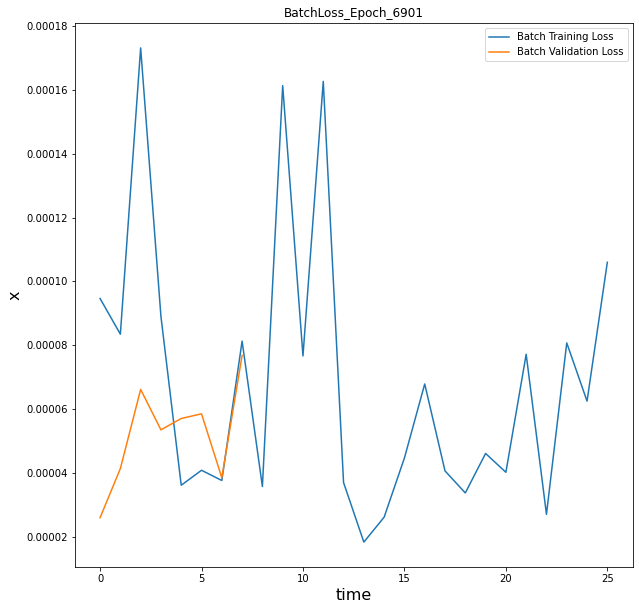 BatchLoss_Epoch_6901
Batch Training Loss
Batch Validation Loss
0.00018
0.00016
0.00014
0.00012
0.00010
0.00008
0.00006
0.00004
0.00002
x
0 5 10 15 20 25
time